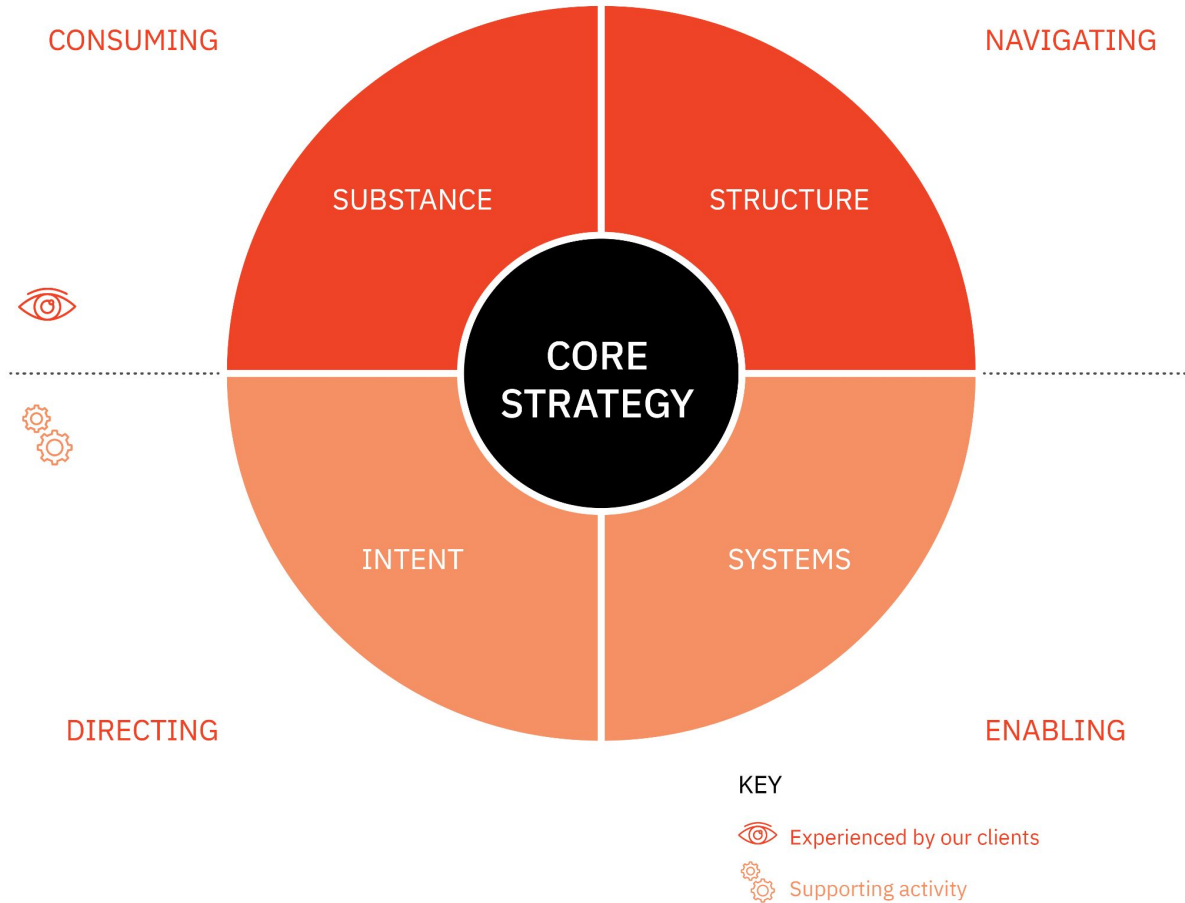 CONSUMING
NAVIGATING
SUBSTANCE
STRUCTURE
CORE
STRATEGY
INTENT
SYSTEMS
DIRECTING
ENABLING
KEY
Experienced by our clients
Supporting activity